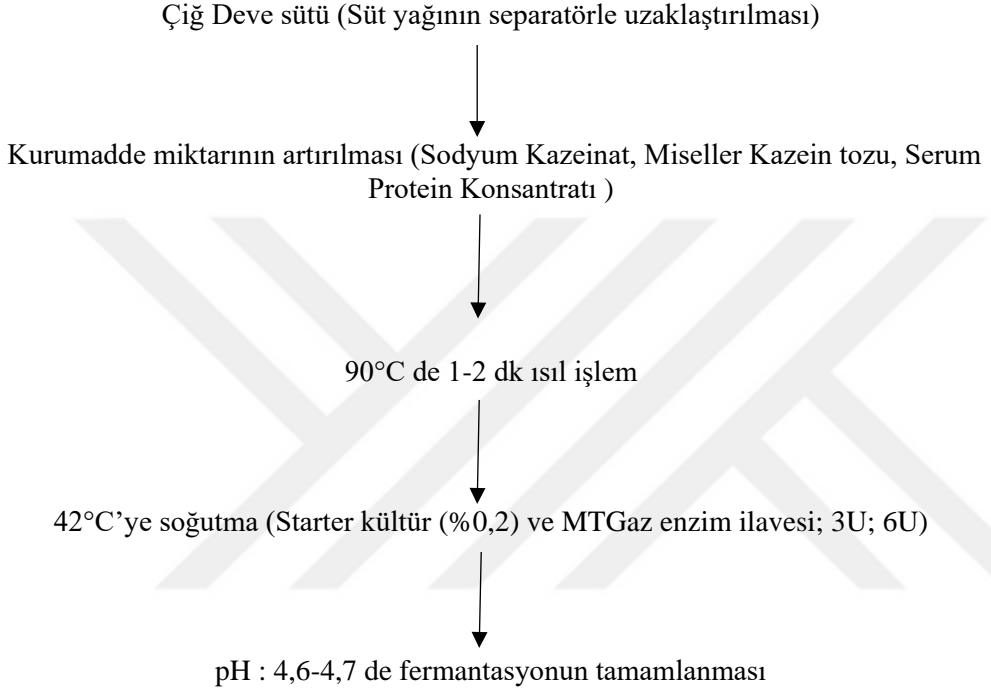 Çiğ Deve sütü (Süt yağının separatörle uzaklaştırılması)
Kurumadde miktarının artırılması (Sodyum Kazeinat, Miseller Kazein tozu, Serum
Protein Konsantratı )
90°C de 1-2 dk ısıl işlem
42°C’ye soğutma (Starter kültür (%0,2) ve MTGaz enzim ilavesi; 3U; 6U)
pH : 4,6-4,7 de fermantasyonun tamamlanması